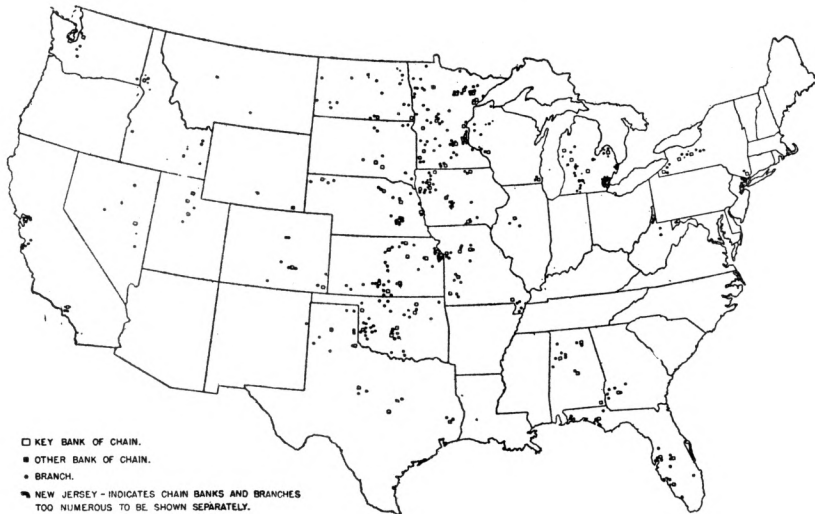 KEY BANK OF CHAIN.
OTHER BANK OF CHAIN.
BRANCH.
NEW JERSEY - INDICATES CHAIN BANKS AND BRANCHES
TOO NUMEROUS TO BE SHOWN SEPARATELY.